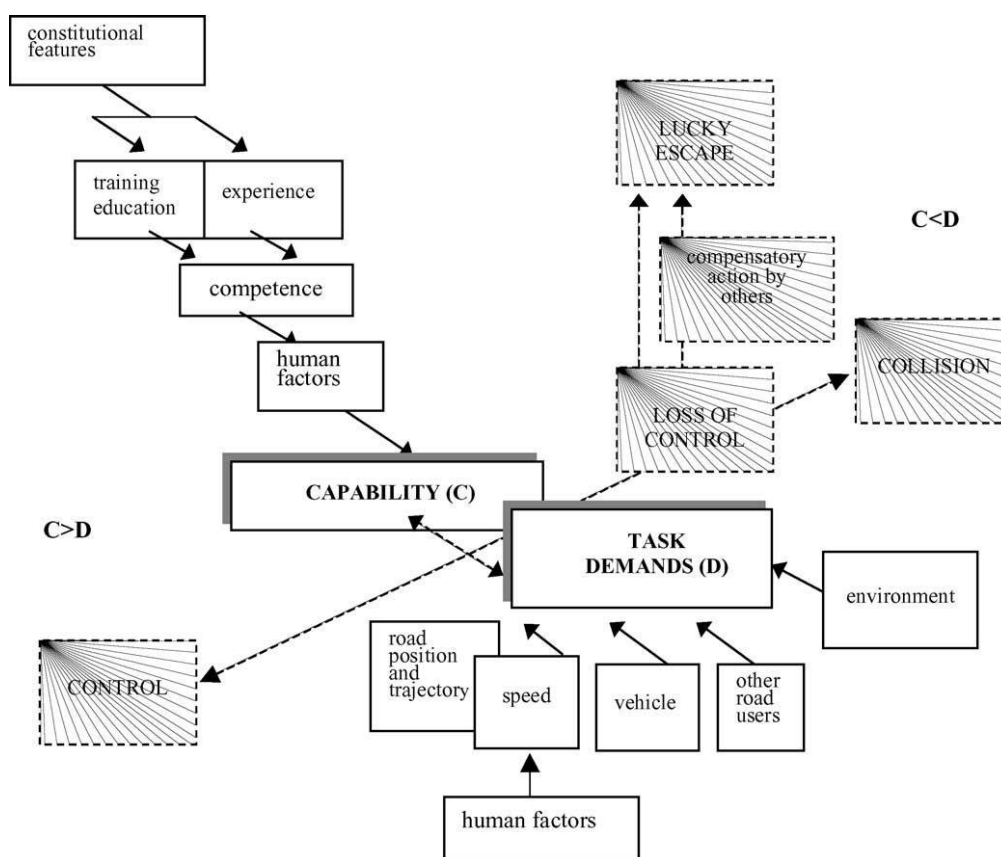 constitutional
features
training
education
experience
competence
human
factors
LUCKY
ESCAPE
C<D
compensatory
action by
others
COLLISION
LOSS OF
CONTROL
CAPABILITY (C)
C>D
TASK
DEMANDS (D)
environment
road
position
and
trajectory
speed
vehicle
other
road
users
CONTROL
human factors